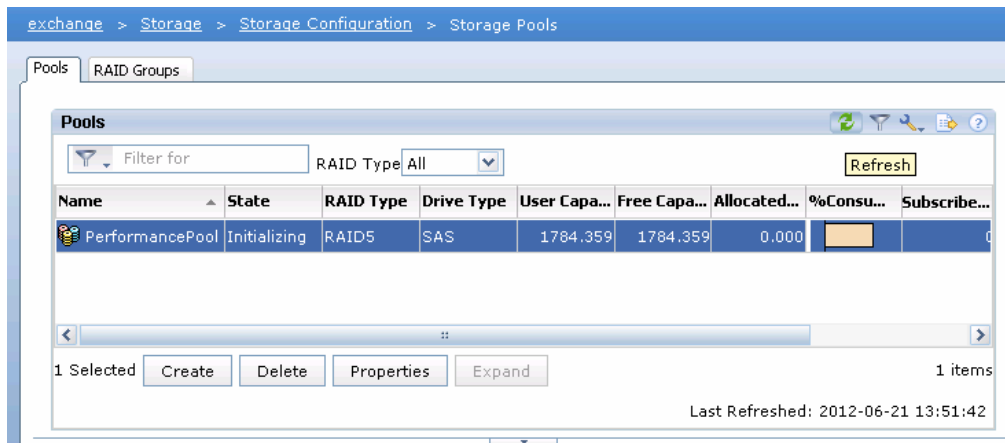 exchange > Storage > Storage Configuration > Storage Pools
Pools RAID Groups
Pools
Filter for RAID Type All
Refresh
Name State RAID Type Drive Type User Capa... Free Capa... Allocated... %Consu... Subscribe...
PerformancePool Initializing RAID5 SAS 1784.359 1784.359 0.000 0
1 Selected Create Delete Properties Expand 1 items
Last Refreshed: 2012-06-21 13:51:42